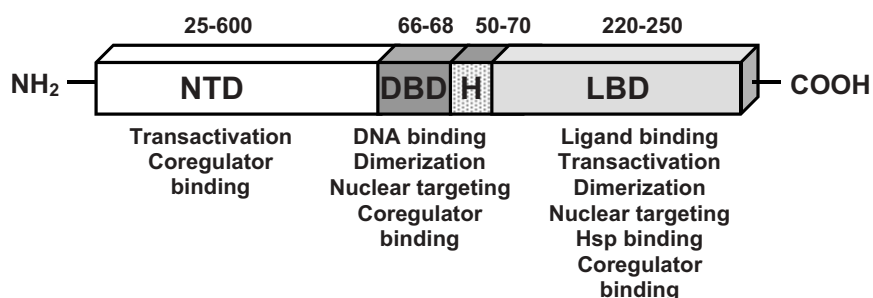 25-600 66-68 50-70 220-250
NH₂ NTD DBD H LBD COOH
Transactivation
Coregulator
binding
DNA binding
Dimerization
Nuclear targeting
Coregulator
binding
Ligand binding
Transactivation
Dimerization
Nuclear targeting
Hsp binding
Coregulator
binding